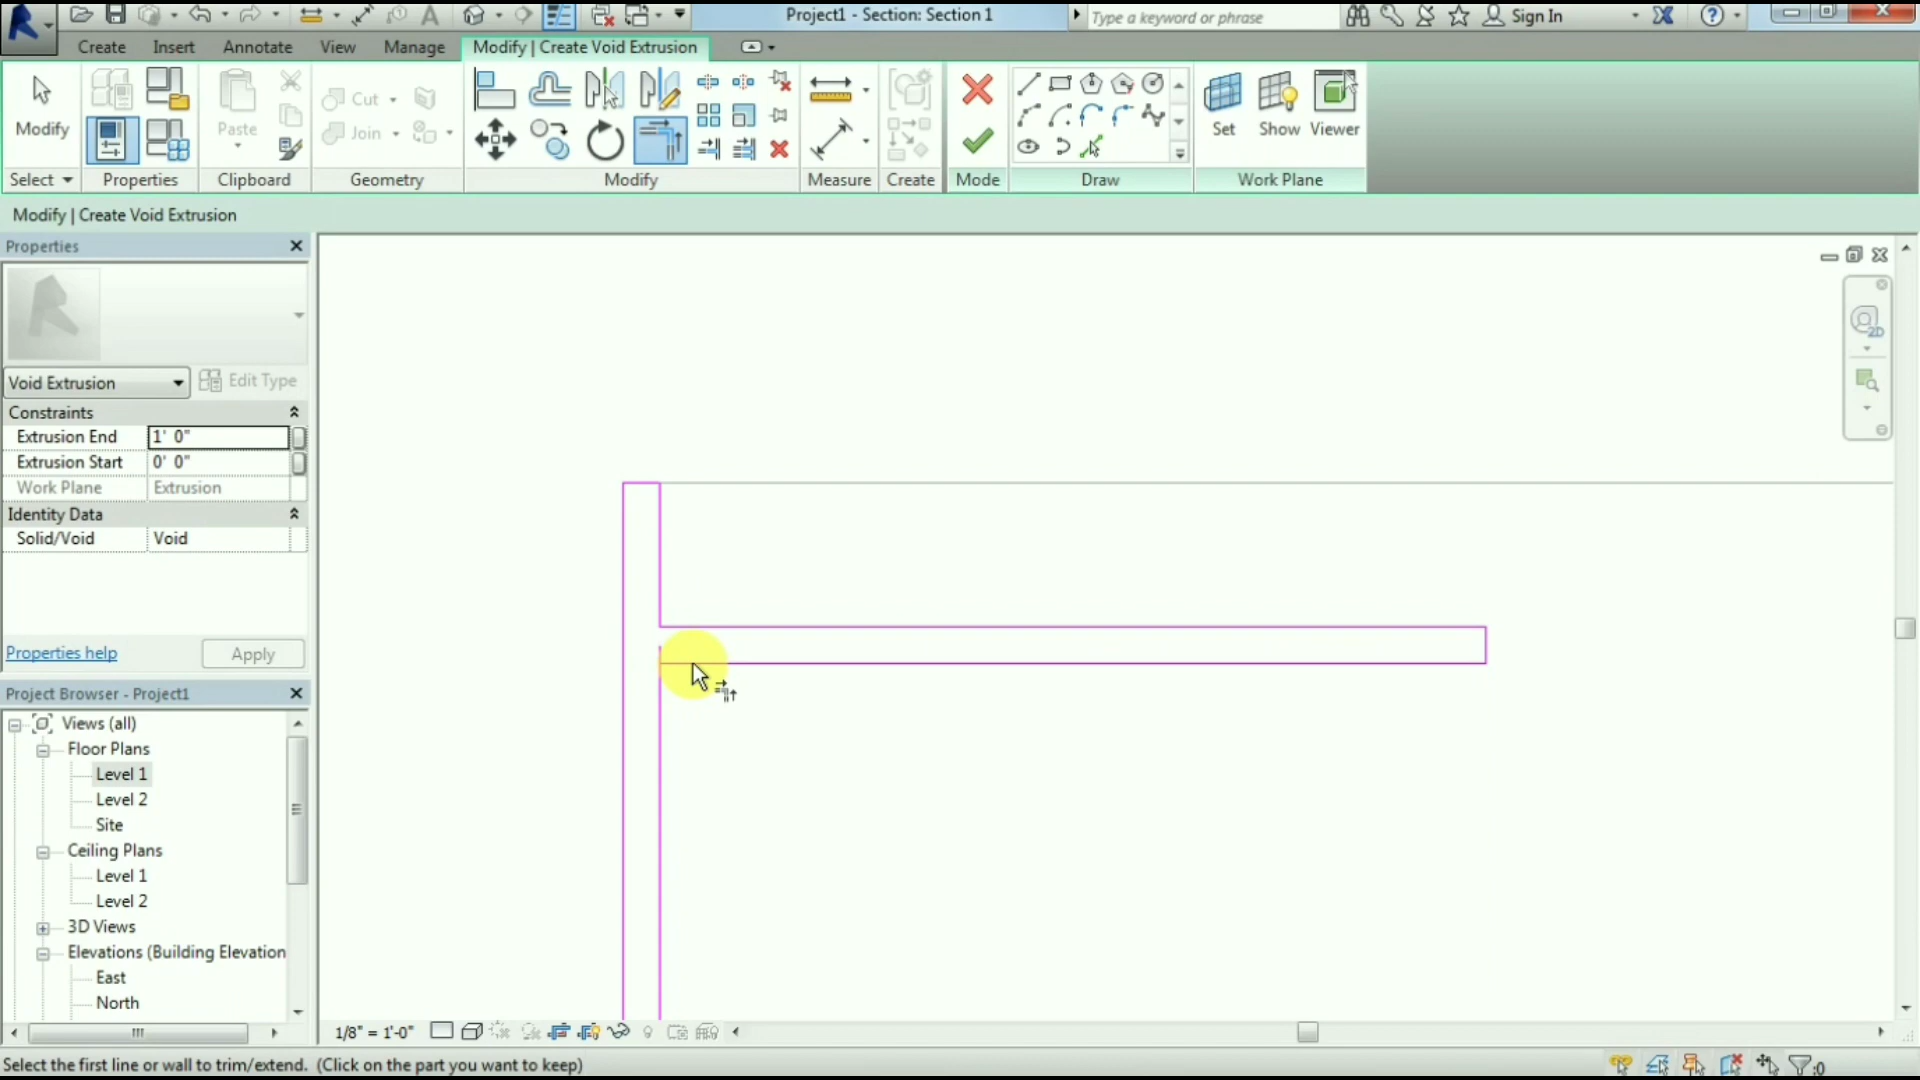 Project1 - Section: Section 1
Type a keyword or phrase
Sign In
Create
Insert
Annotate
View
Manage
Modify | Create Void Extrusion
Modify
Paste
Cut
Join
Set
Show
Viewer
Select
Properties
Clipboard
Geometry
Modify
Measure
Create
Mode
Draw
Work Plane
Modify | Create Void Extrusion
Properties
Void Extrusion
Edit Type
Constraints
Extrusion End
1' 0"
Extrusion Start
0' 0"
Work Plane
Extrusion
Identity Data
Solid/Void
Void
Properties help
Apply
Project Browser - Project1
Views (all)
Floor Plans
Level 1
Level 2
Site
Ceiling Plans
Level 1
Level 2
3D Views
Elevations (Building Elevation
East
North
2D
1/8" = 1'-0"
Select the first line or wall to trim/extend. (Click on the part you want to keep)
:0